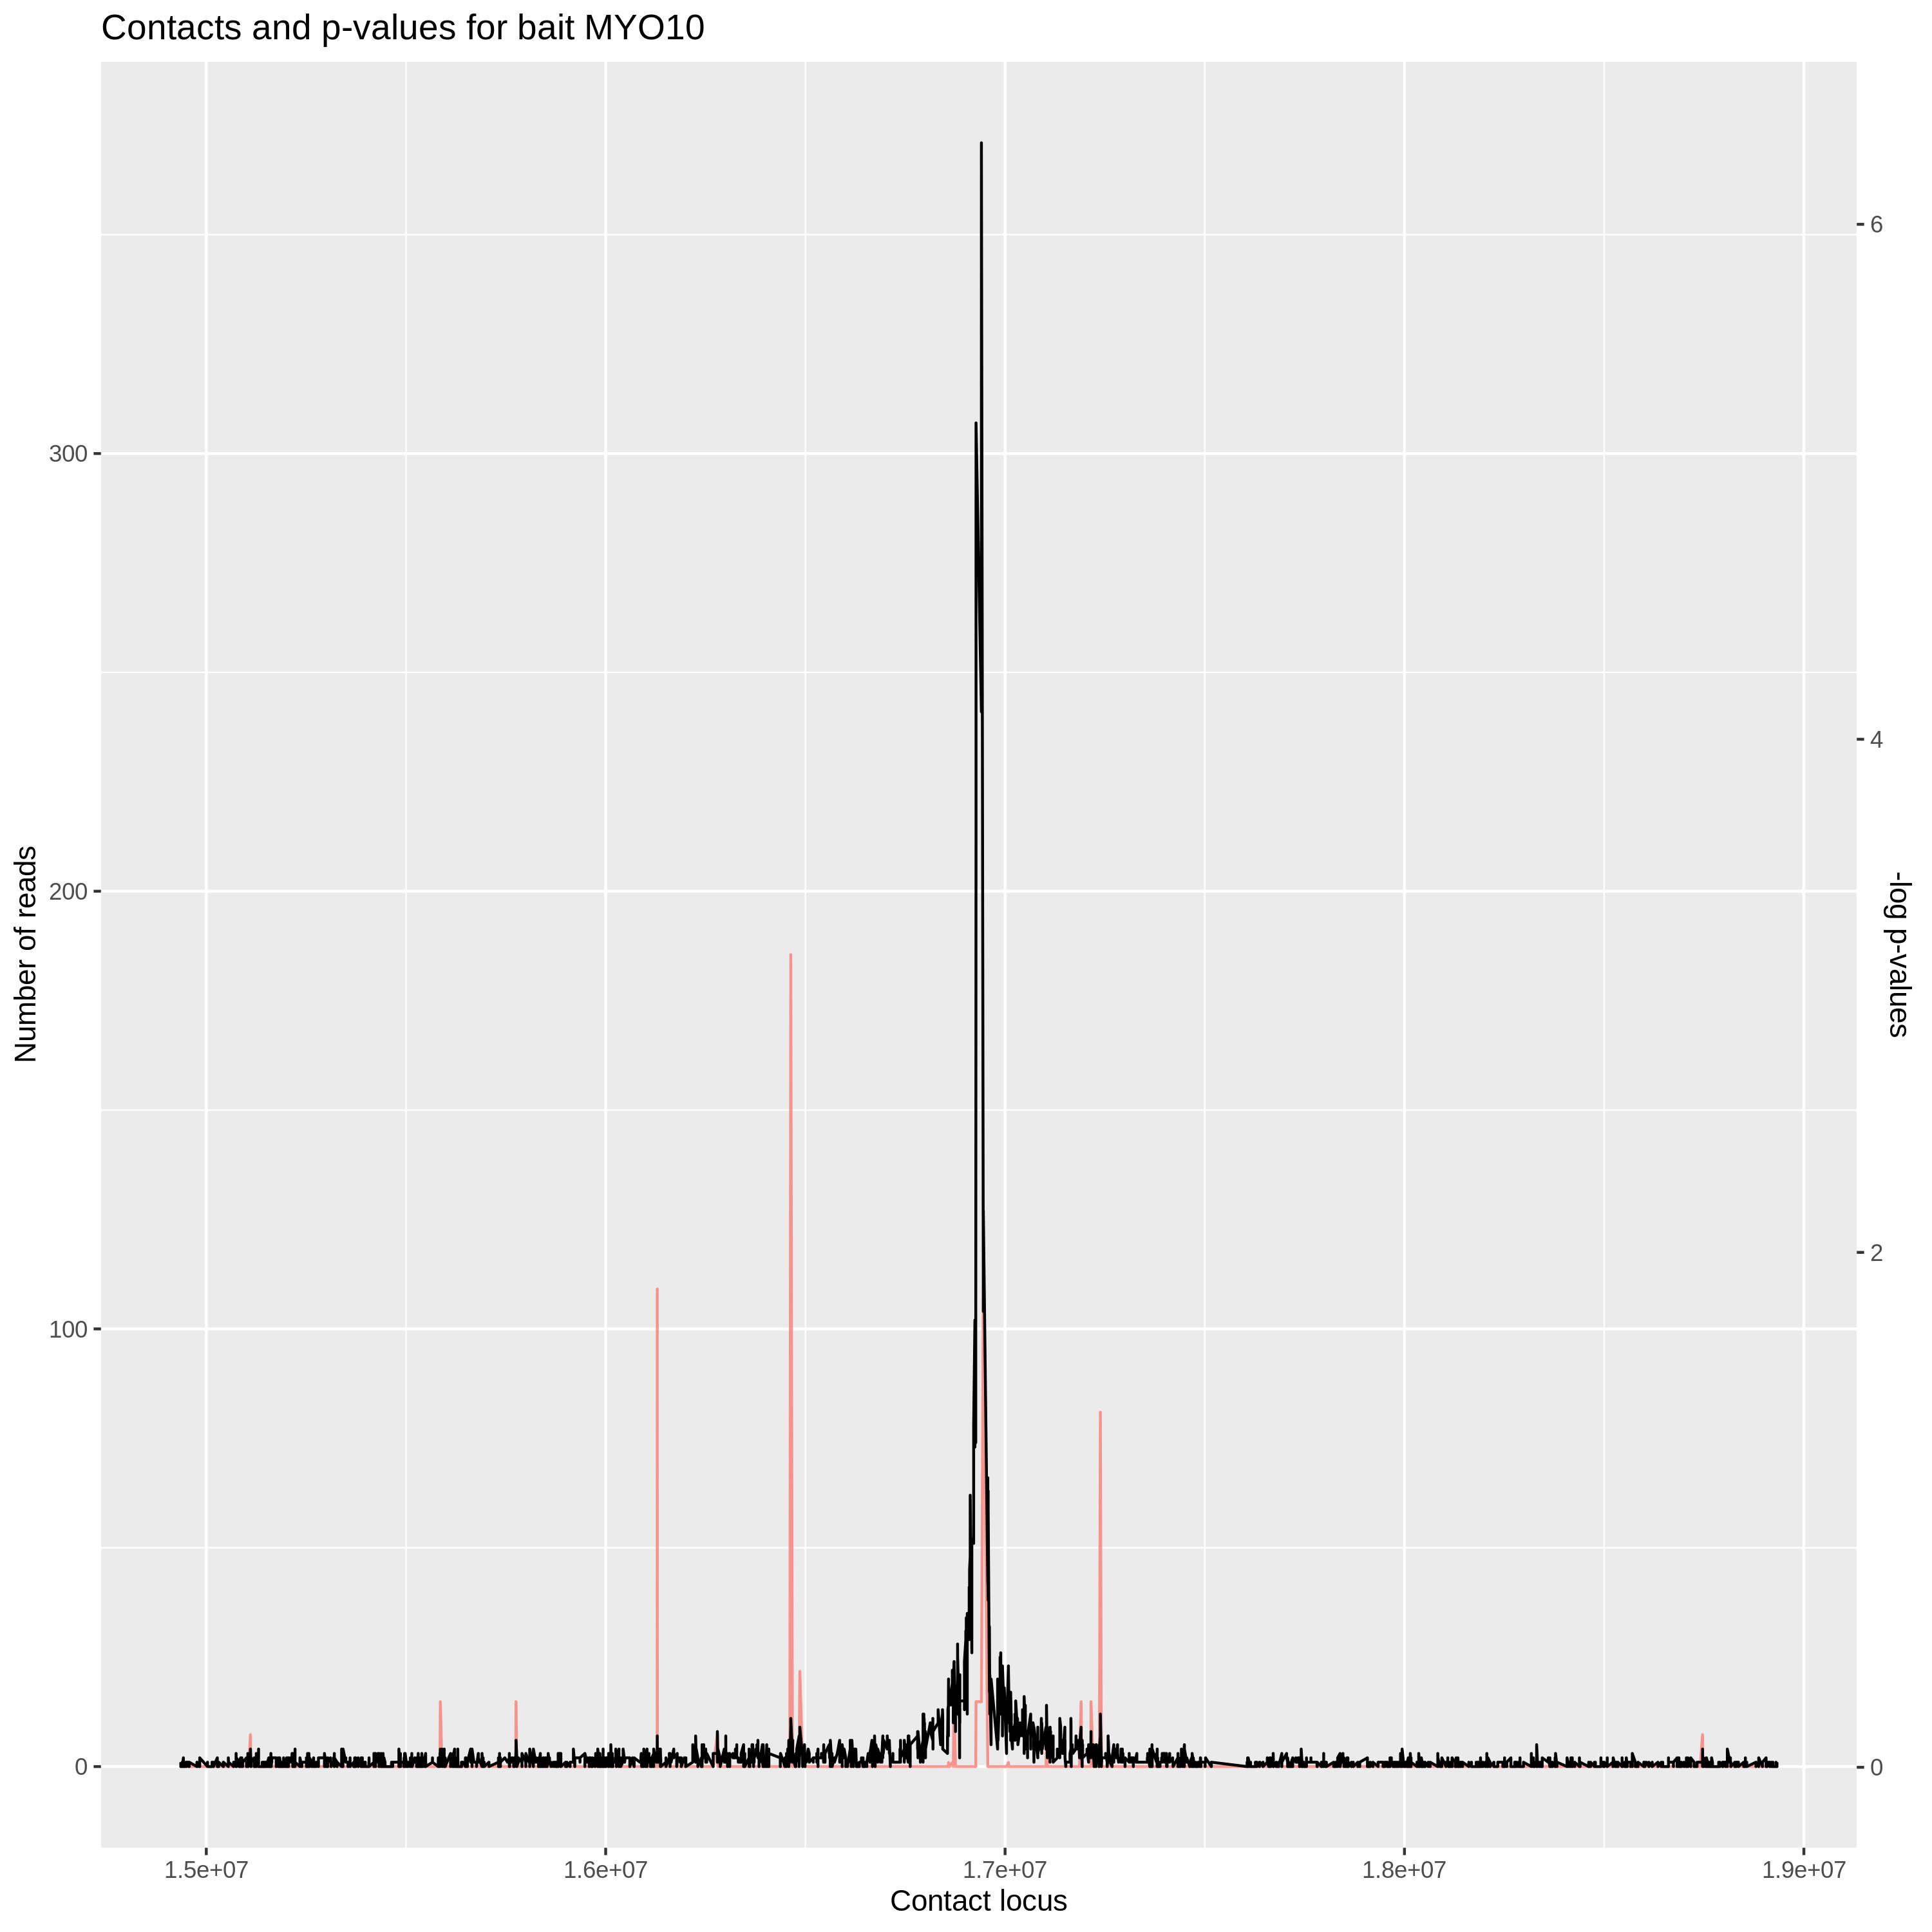 Contacts and p-values for bait MYO10
Number of reads
300
200
100
0
6
4
2
0
-log p-values
1.5e+07 1.6e+07 1.7e+07 1.8e+07 1.9e+07
Contact locus